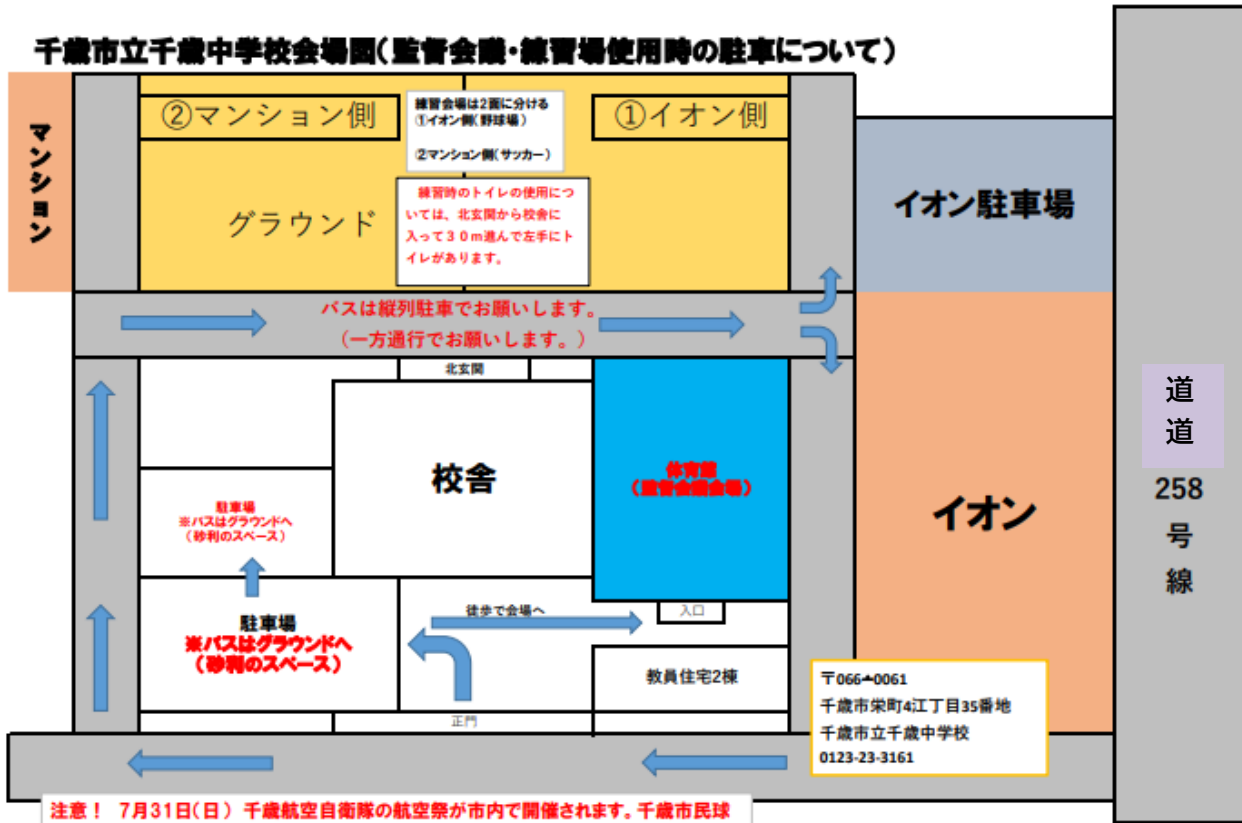 千歳市立千歳中学校会場図(監督会議・練習場使用時の駐車について)
マンション
②マンション側
練習会場は2面に分ける
①イオン側(野球場)
②マンション側(サッカー)
①イオン側
グラウンド
練習時のトイレの使用につ
いては、北玄関から校舎に
入って３０ｍ進んで左手にト
イレがあります。
イオン駐車場
バスは縦列駐車でお願いします。
(一方通行でお願いします。)
北玄関
校舎
体育館
(監督会議会場)
イオン
道道
258
号
線
駐車場
※バスはグラウンドへ
(砂利のスペース)
駐車場
※バスはグラウンドへ
(砂利のスペース)
徒歩で会場へ
入口
教員住宅2棟
正門
〒066-0061
千歳市栄町4江丁目35番地
千歳市立千歳中学校
0123-23-3161
注意！ 7月31日(日) 千歳航空自衛隊の航空祭が市内で開催されます。千歳市民球